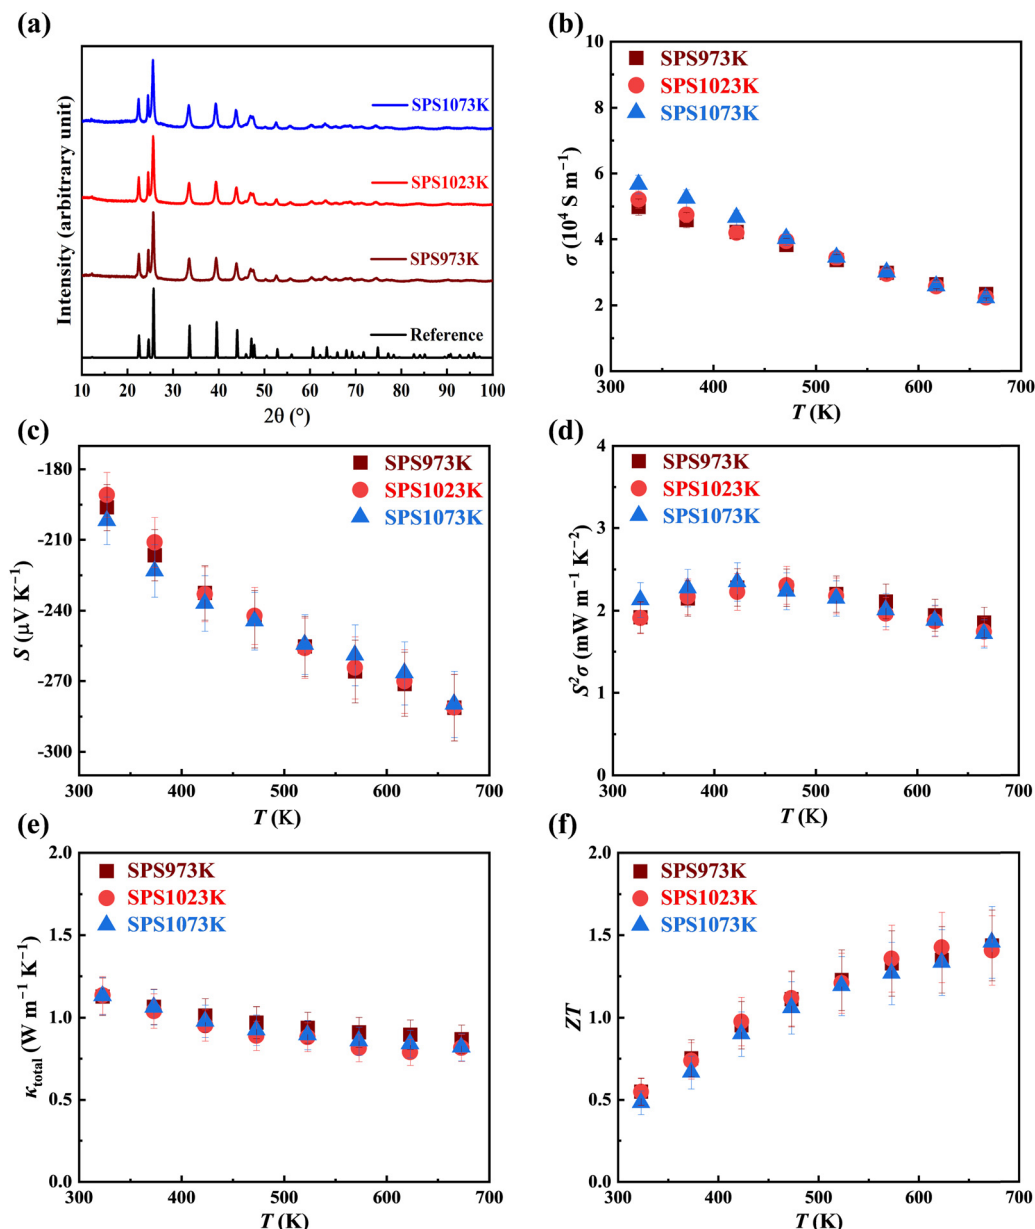 (a)
Intensity (arbitrary unit)
SPS1073K
SPS1023K
SPS973K
Reference
10 20 30 40 50 60 70 80 90 100
2θ (°)
(b)
SPS973K
SPS1023K
SPS1073K
σ (10⁴ S m⁻¹)
10
8
6
4
2
0
300 400 500 600 700
T (K)
(c)
SPS973K
SPS1023K
SPS1073K
S (μV K⁻¹)
-180
-210
-240
-270
-300
300 400 500 600 700
T (K)
(d)
SPS973K
SPS1023K
SPS1073K
S²σ (mW m⁻¹ K⁻²)
4
3
2
1
0
300 400 500 600 700
T (K)
(e)
SPS973K
SPS1023K
SPS1073K
κtotal (W m⁻¹ K⁻¹)
2.0
1.5
1.0
0.5
0.0
300 400 500 600 700
T (K)
(f)
SPS973K
SPS1023K
SPS1073K
ZT
2.0
1.5
1.0
0.5
0.0
300 400 500 600 700
T (K)